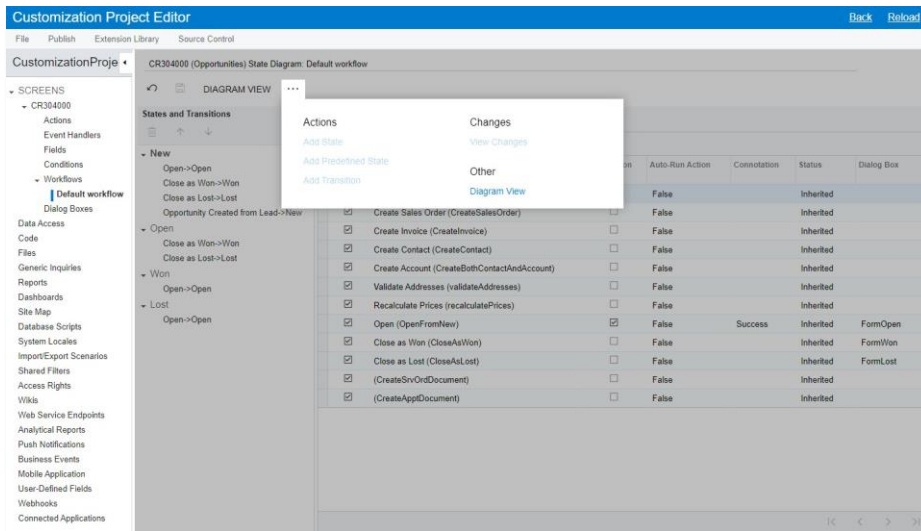 Customization Project Editor
Back Reload
File Publish Extension Library Source Control
CustomizationProje
CR304000 (Opportunities) State Diagram: Default workflow
SCREENS
CR304000
Actions
Event Handlers
Fields
Conditions
Workflows
Default workflow
Dialog Boxes
Data Access
Code
Files
Generic Inquiries
Reports
Dashboards
Site Map
Database Scripts
System Locales
Import/Export Scenarios
Shared Filters
Access Rights
Wikis
Web Service Endpoints
Analytical Reports
Push Notifications
Business Events
Mobile Application
User-Defined Fields
Webhooks
Connected Applications
DIAGRAM VIEW ...
States and Transitions
New
Open->Open
Close as Won->Won
Close as Lost->Lost
Opportunity Created from Lead->New
Open
Close as Won->Won
Close as Lost->Lost
Won
Open->Open
Lost
Open->Open
Actions
Add State
Add Predefined State
Add Transition
Changes
View Changes
Other
Diagram View
on Auto-Run Action Connotation Status Dialog Box
False Inherited
Create Sales Order (CreateSalesOrder) False Inherited
Create Invoice (CreateInvoice) False Inherited
Create Contact (CreateContact) False Inherited
Create Account (CreateBothContactAndAccount) False Inherited
Validate Addresses (validateAddresses) False Inherited
Recalculate Prices (recalculatePrices) False Inherited
Open (OpenFromNew) False Success Inherited FormOpen
Close as Won (CloseAsWon) False Inherited FormWon
Close as Lost (CloseAsLost) False Inherited FormLost
(CreateSrvOrdDocument) False Inherited
(CreateApptDocument) False Inherited